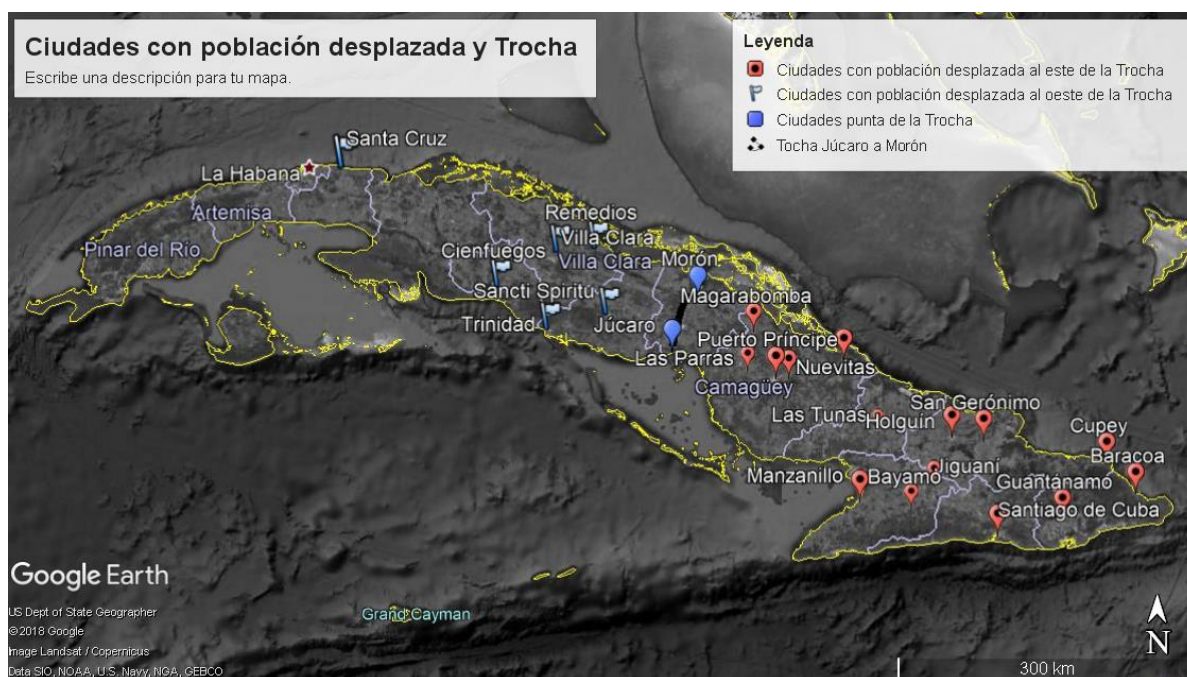 Ciudades con población desplazada y Trocha
Escribe una descripción para tu mapa.
Leyenda
Ciudades con población desplazada al este de la Trocha
Ciudades con población desplazada al oeste de la Trocha
Ciudades punta de la Trocha
Tocha Júcaro a Morón
Santa Cruz
La Habana
Artemisa
Pinar del Río
Remedios
Villa Clara
Cienfuegos
Villa Clara
Morón
Sancti Spiritu
Magarabomba
Trinidad
Júcaro
Puerto Príncipe
Las Parrás
Nuevitas
Camagüey
San Gerónimo
Las Tunas
Holguín
Cupey
Baracoa
Jiguaní
Manzanillo
Bayamo
Guantánamo
Santiago de Cuba
Google Earth
US Dept of State Geographer
©2018 Google
Image Landsat / Copernicus
Data SIO, NOAA, U.S. Navy, NGA, GEBCO
Grand Cayman
N
300 km